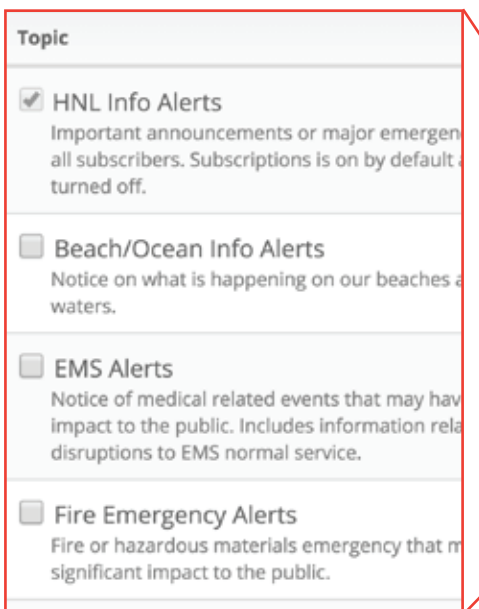 Topic
HNL Info Alerts
Important announcements or major emergen
all subscribers. Subscriptions is on by default
turned off.
Beach/Ocean Info Alerts
Notice on what is happening on our beaches
waters.
EMS Alerts
Notice of medical related events that may hav
impact to the public. Includes information rela
disruptions to EMS normal service.
Fire Emergency Alerts
Fire or hazardous materials emergency that m
significant impact to the public.